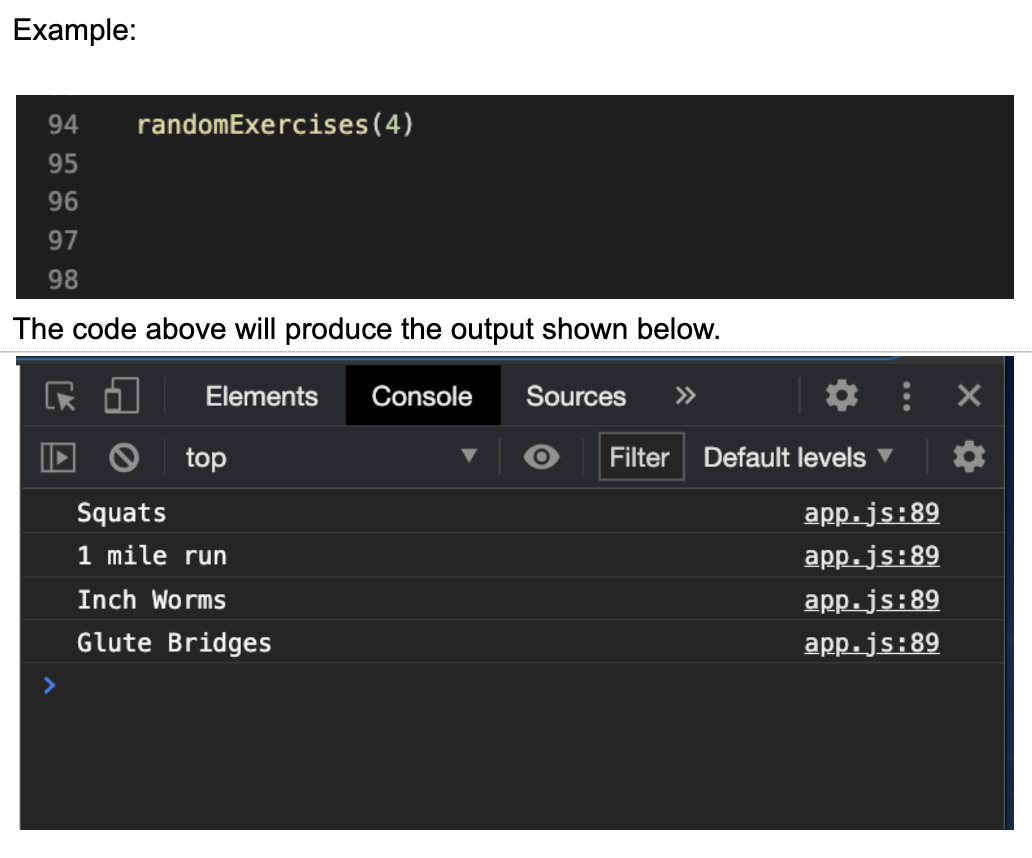 Example:
94 randomExercises(4)
95
96
97
98
The code above will produce the output shown below.
Elements Console Sources »
top Filter Default levels ▼
Squats app.js:89
1 mile run app.js:89
Inch Worms app.js:89
Glute Bridges app.js:89
>